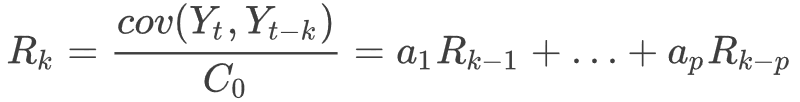 R_k = \frac{cov(Y_t, Y_{t-k})}{C_0} = a_1 R_{k-1} + \ldots + a_p R_{k-p}